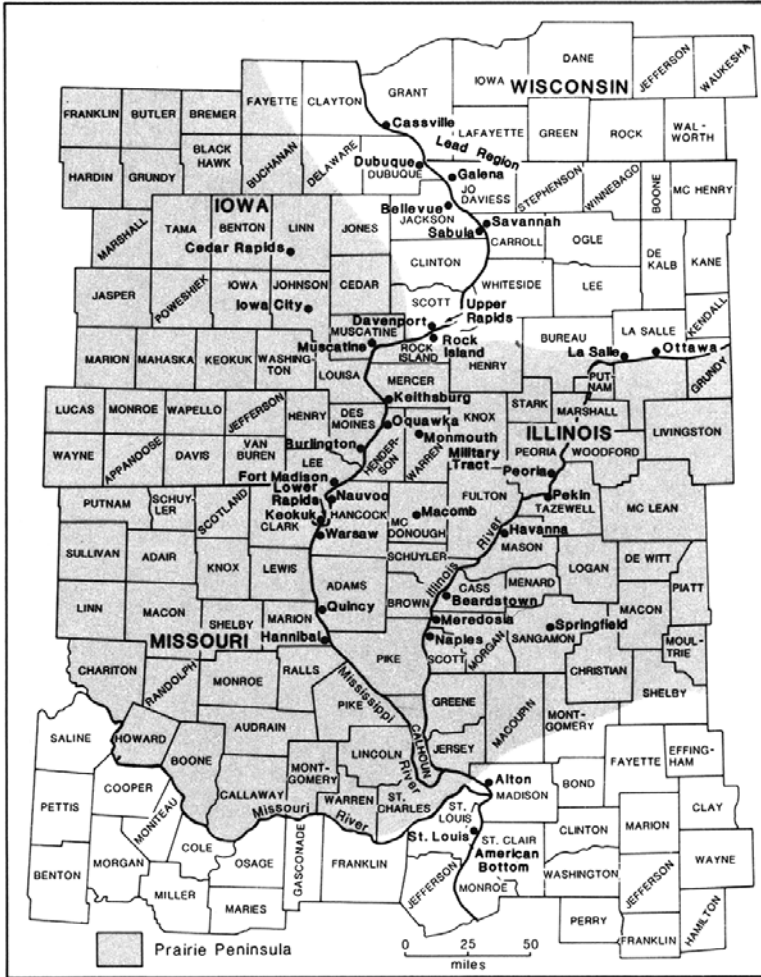 DANE
IOWA
WISCONSIN
JEFFERSON
WAUKESHA
GRANT
FAYETTE
CLAYTON
FRANKLIN
BUTLER
BREMER
Cassville
LAFAYETTE
GREEN
ROCK
WAL-
WORTH
BLACK
HAWK
BUCHANAN
DELAWARE
Dubuque
DUBUQUE
Lead Region
Galena
JO
DAVIESS
STEPHENSON
WINNEBAGO
BOONE
MC HENRY
HARDIN
GRUNDY
IOWA
Bellevue
JACKSON
Savannah
Sabula
CARROLL
OGLE
MARSHALL
TAMA
BENTON
LINN
JONES
Cedar Rapids
CLINTON
DE
KALB
KANE
JASPER
POWESHIEK
IOWA
JOHNSON
CEDAR
WHITESIDE
LEE
Iowa City
SCOTT
Upper
Rapids
KENDALL
Davenport
MUSCATINE
Muscatine
ROCK
ISLAND
Rock
Island
BUREAU
LA SALLE
La Salle
Ottawa
MARION
MAHASKA
KEOKUK
WASHING-
TON
LOUISA
HENRY
PUT-
NAM
GRUNDY
MERCER
Keithsburg
STARK
MARSHALL
LUCAS
MONROE
WAPELLO
JEFFERSON
HENRY
DES
MOINES
Oquawka
KNOX
ILLINOIS
LIVINGSTON
WAYNE
APPANOOSE
DAVIS
VAN
BUREN
Burlington
HENDER-
SON
WARREN
Monmouth
Military
Tract
PEORIA
WOODFORD
LEE
Fort Madison
Peoria
Lower
Rapids
Nauvoo
FULTON
Pekin
TAZEWELL
MC LEAN
PUTNAM
SCHUY-
LER
SCOTLAND
Keokuk
CLARK
HANCOCK
Macomb
MC
DONOUGH
Warsaw
Havanna
MASON
SULLIVAN
ADAIR
KNOX
LEWIS
SCHUYLER
LOGAN
DE WITT
PIATT
ADAMS
Illinois
River
CASS
MENARD
LINN
MACON
SHELBY
MARION
Quincy
BROWN
Beardstown
MACON
MISSOURI
Hannibal
Meredosia
Springfield
SANGAMON
MOUL-
TRIE
Naples
SCOTT
MORGAN
CHARITON
RANDOLPH
MONROE
RALLS
PIKE
CHRISTIAN
SHELBY
PIKE
Mississippi
River
GREENE
MACOUPIN
MONT-
GOMERY
SALINE
HOWARD
AUDRAIN
CALHOUN
JERSEY
BOONE
LINCOLN
FAYETTE
EFFING-
HAM
COOPER
CALLAWAY
MONT-
GOMERY
WARREN
ST.
CHARLES
Alton
MADISON
BOND
PETTIS
MONITEAU
Missouri
River
CLAY
COLE
ST.
LOUIS
St. Louis
CLINTON
MARION
MORGAN
OSAGE
GASCONADE
FRANKLIN
ST. CLAIR
American
Bottom
WAYNE
BENTON
MILLER
JEFFERSON
WASHINGTON
JEFFERSON
MARIES
MONROE
PERRY
HAMILTON
FRANKLIN
Prairie Peninsula
0 25 50
miles